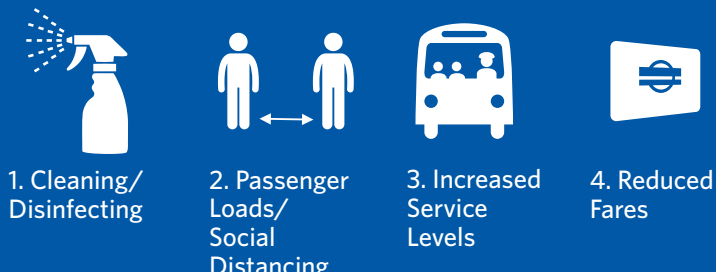 1. Cleaning/
Disinfecting
2. Passenger
Loads/
Social
Distancing
3. Increased
Service
Levels
4. Reduced
Fares